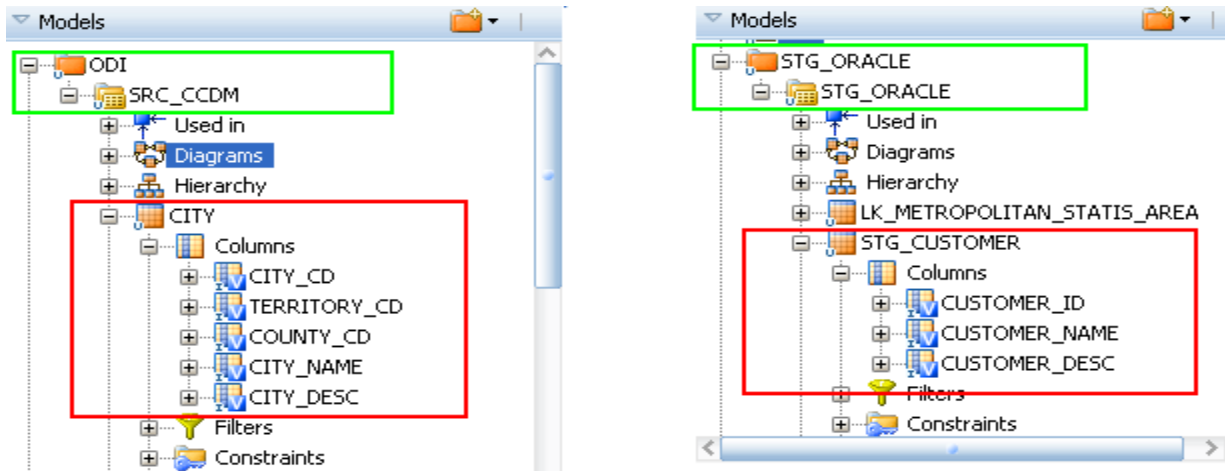 Models
ODI
SRC_CCDM
Used in
Diagrams
Hierarchy
CITY
Columns
CITY_CD
TERRITORY_CD
COUNTY_CD
CITY_NAME
CITY_DESC
Filters
Constraints
Models
STG_ORACLE
STG_ORACLE
Used in
Diagrams
Hierarchy
LK_METROPOLITAN_STATIS_AREA
STG_CUSTOMER
Columns
CUSTOMER_ID
CUSTOMER_NAME
CUSTOMER_DESC
Filters
Constraints